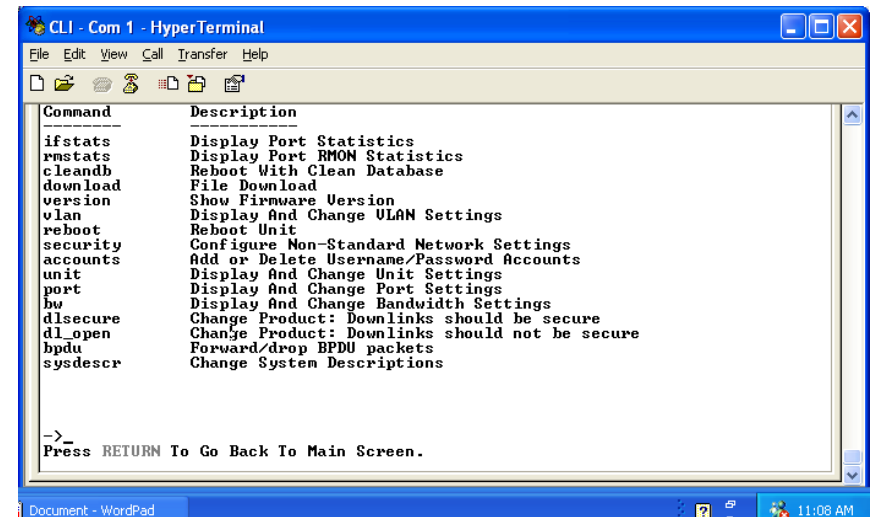 CLI - Com 1 - HyperTerminal
File Edit View Call Transfer Help
Command Description
-------- -----------
ifstats Display Port Statistics
rmstats Display Port RMON Statistics
cleandb Reboot With Clean Database
download File Download
version Show Firmware Version
vlan Display And Change VLAN Settings
reboot Reboot Unit
security Configure Non-Standard Network Settings
accounts Add or Delete Username/Password Accounts
unit Display And Change Unit Settings
port Display And Change Port Settings
bw Display And Change Bandwidth Settings
dlsecure Change Product: Downlinks should be secure
dl_open Change Product: Downlinks should not be secure
bpdu Forward/drop BPDU packets
sysdescr Change System Descriptions
->_
Press RETURN To Go Back To Main Screen.
Document - WordPad ? 11:08 AM